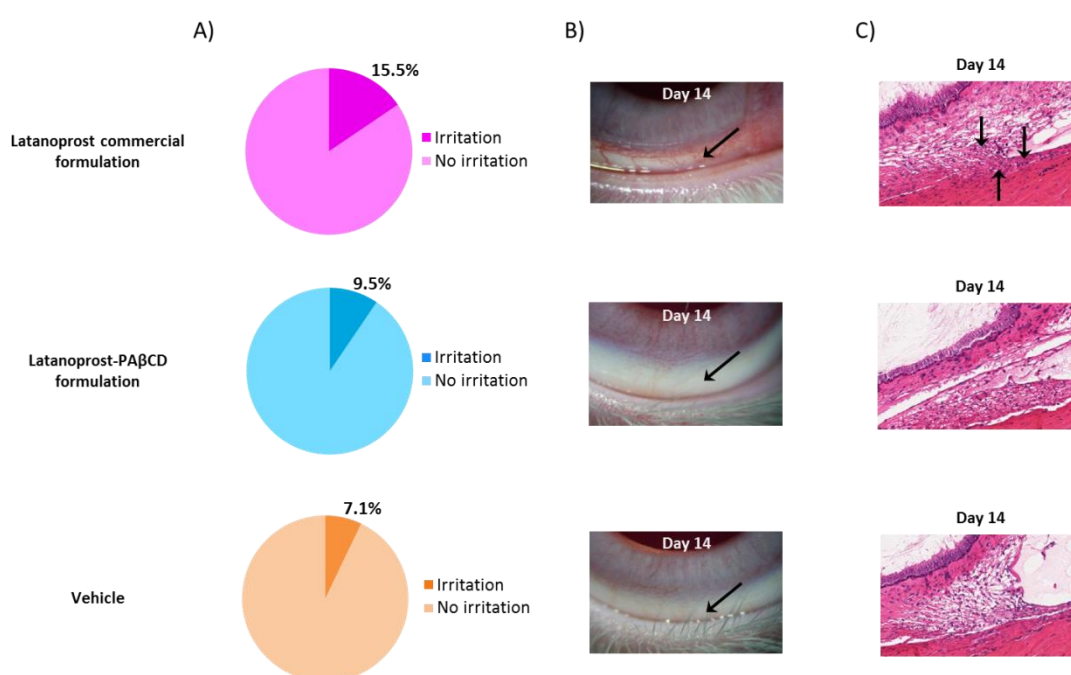 A)
B)
C)
Latanoprost commercial
formulation
15.5%
Irritation
No irritation
Day 14
Day 14
Latanoprost-PAβCD
formulation
9.5%
Irritation
No irritation
Day 14
Day 14
Vehicle
7.1%
Irritation
No irritation
Day 14
Day 14